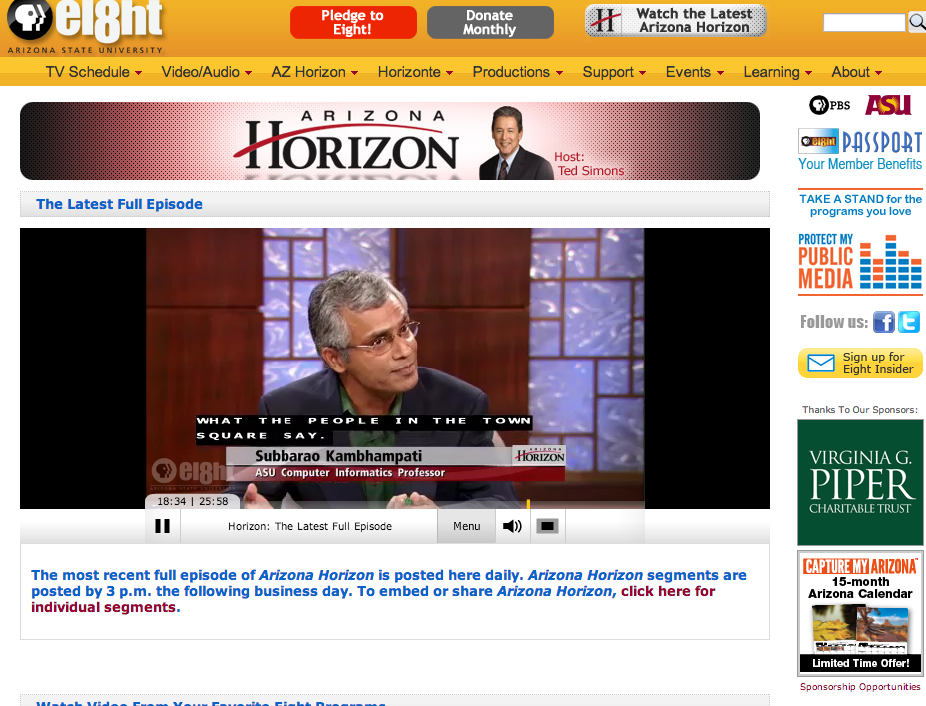 ei8ht
ARIZONA STATE UNIVERSITY
Pledge to
Eight!
Donate
Monthly
H
Watch the Latest
Arizona Horizon
TV Schedule
Video/Audio
AZ Horizon
Horizonte
Productions
Support
Events
Learning
About
ARIZONA
HORIZON
Host:
Ted Simons
The Latest Full Episode
WHAT THE PEOPLE IN THE TOWN
SQUARE SAY.
Subbarao Kambhampati
ARIZONA
HORIZON
ASU Computer Informatics Professor
ei8ht
ARIZONA STATE UNIVERSITY
18:34 | 25:58
Horizon: The Latest Full Episode
Menu
The most recent full episode of Arizona Horizon is posted here daily. Arizona Horizon segments are
posted by 3 p.m. the following business day. To embed or share Arizona Horizon, click here for
individual segments.
Watch Video From Your Favorite Eight Programs
PBS
ASU
ei8ht
PASSPORT
Your Member Benefits
TAKE A STAND for the
programs you love
PROTECT MY
PUBLIC
MEDIA
Follow us:
f
t
Sign up for
Eight Insider
Thanks To Our Sponsors:
VIRGINIA G.
PIPER
CHARITABLE TRUST
CAPTURE MY ARIZONA
15-month
Arizona Calendar
Limited Time Offer!
Sponsorship Opportunities